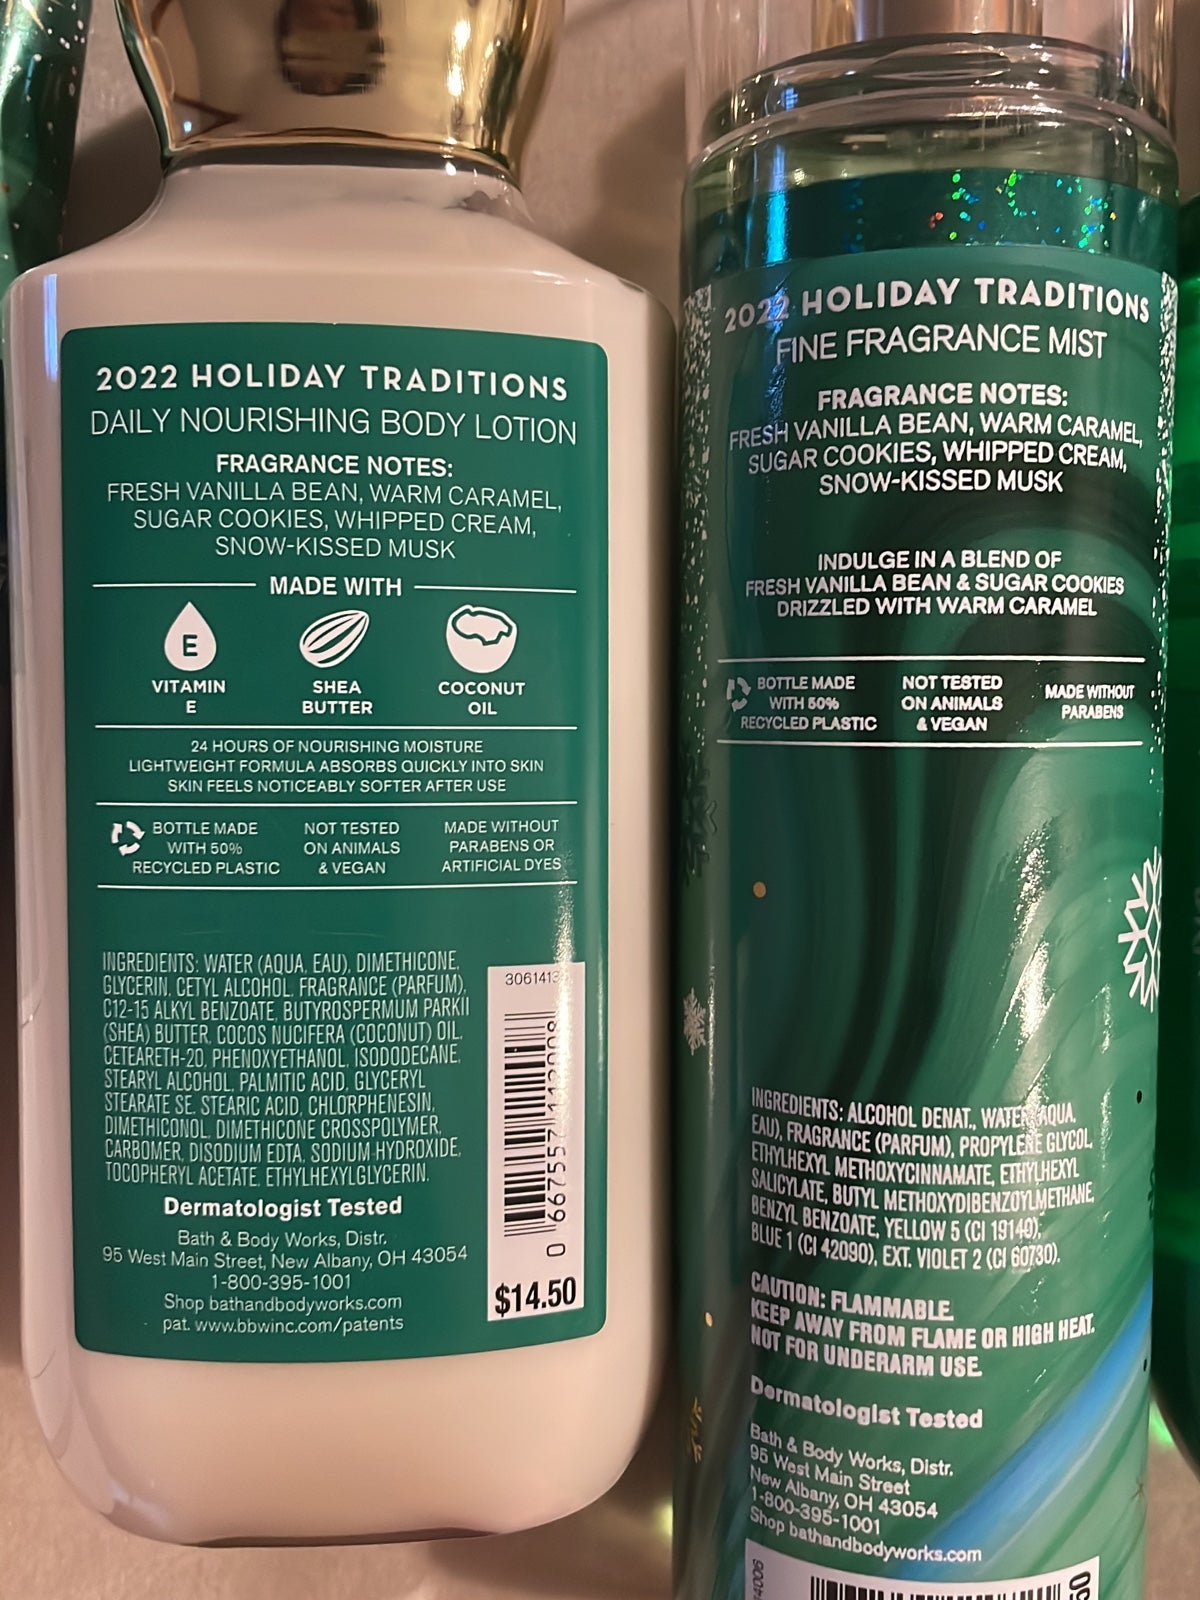 2022 HOLIDAY TRADITIONS
DAILY NOURISHING BODY LOTION
FRAGRANCE NOTES:
FRESH VANILLA BEAN, WARM CARAMEL,
SUGAR COOKIES, WHIPPED CREAM,
SNOW-KISSED MUSK
MADE WITH
E
VITAMIN
E
SHEA
BUTTER
COCONUT
OIL
24 HOURS OF NOURISHING MOISTURE
LIGHTWEIGHT FORMULA ABSORBS QUICKLY INTO SKIN
SKIN FEELS NOTICEABLY SOFTER AFTER USE
BOTTLE MADE
WITH 50%
RECYCLED PLASTIC
NOT TESTED
ON ANIMALS
& VEGAN
MADE WITHOUT
PARABENS OR
ARTIFICIAL DYES
INGREDIENTS: WATER (AQUA, EAU), DIMETHICONE,
GLYCERIN, CETYL ALCOHOL, FRAGRANCE (PARFUM),
C12-15 ALKYL BENZOATE, BUTYROSPERMUM PARKII
(SHEA) BUTTER, COCOS NUCIFERA (COCONUT) OIL,
CETEARETH-20, PHENOXYETHANOL, ISODODECANE,
STEARYL ALCOHOL, PALMITIC ACID, GLYCERYL
STEARATE SE, STEARIC ACID, CHLORPHENESIN,
DIMETHICONOL, DIMETHICONE CROSSPOLYMER,
CARBOMER, DISODIUM EDTA, SODIUM HYDROXIDE,
TOCOPHERYL ACETATE, ETHYLHEXYLGLYCERIN.
Dermatologist Tested
Bath & Body Works, Distr.
95 West Main Street, New Albany, OH 43054
1-800-395-1001
Shop bathandbodyworks.com
pat. www.bbwinc.com/patents
$14.50
2022 HOLIDAY TRADITIONS
FINE FRAGRANCE MIST
FRAGRANCE NOTES:
FRESH VANILLA BEAN, WARM CARAMEL,
SUGAR COOKIES, WHIPPED CREAM,
SNOW-KISSED MUSK
INDULGE IN A BLEND OF
FRESH VANILLA BEAN & SUGAR COOKIES
DRIZZLED WITH WARM CARAMEL
BOTTLE MADE
WITH 50%
RECYCLED PLASTIC
NOT TESTED
ON ANIMALS
& VEGAN
MADE WITHOUT
PARABENS
INGREDIENTS: ALCOHOL DENAT., WATER (AQUA,
EAU), FRAGRANCE (PARFUM), PROPYLENE GLYCOL,
ETHYLHEXYL METHOXYCINNAMATE, ETHYLHEXYL
SALICYLATE, BUTYL METHOXYDIBENZOYLMETHANE,
BENZYL BENZOATE, YELLOW 5 (CI 19140),
BLUE 1 (CI 42090), EXT. VIOLET 2 (CI 60730).
CAUTION: FLAMMABLE
KEEP AWAY FROM FLAME OR HIGH HEAT.
NOT FOR UNDERARM USE.
Dermatologist Tested
Bath & Body Works, Distr.
95 West Main Street
New Albany, OH 43054
1-800-395-1001
Shop bathandbodyworks.com